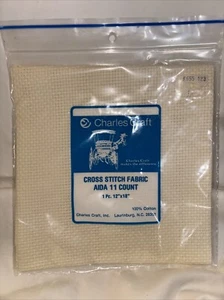 Charles Craft
CROSS STITCH FABRIC
AIDA 11 COUNT
1 Pc. 12"x18"
100% Cotton
Charles Craft, Inc. Laurinburg, N.C.